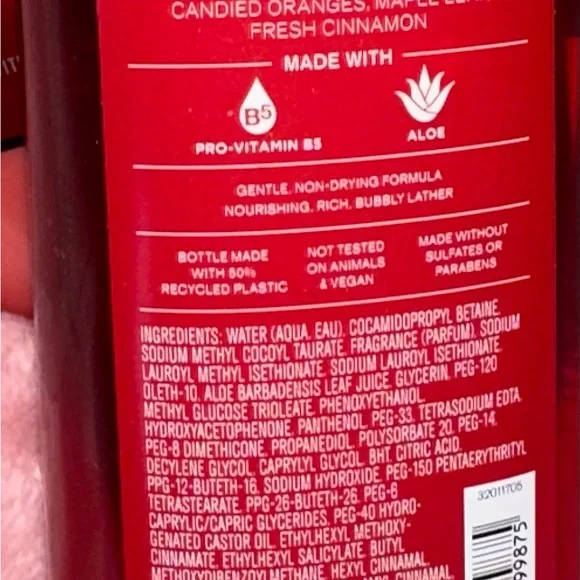 CANDIED ORANGES, MAPLE
FRESH CINNAMON
MADE WITH
B5
PRO-VITAMIN B5
ALOE
GENTLE, NON-DRYING FORMULA
NOURISHING, RICH, BUBBLY LATHER
BOTTLE MADE
WITH 50%
RECYCLED PLASTIC
NOT TESTED
ON ANIMALS
& VEGAN
MADE WITHOUT
SULFATES OR
PARABENS
INGREDIENTS: WATER (AQUA, EAU), COCAMIDOPROPYL BETAINE,
SODIUM METHYL COCOYL TAURATE, FRAGRANCE (PARFUM), SODIUM
LAUROYL METHYL ISETHIONATE, SODIUM LAUROYL ISETHIONATE,
OLETH-10, ALOE BARBADENSIS LEAF JUICE, GLYCERIN, PEG-120
METHYL GLUCOSE TRIOLEATE, PHENOXYETHANOL,
HYDROXYACETOPHENONE, PANTHENOL, PEG-33, TETRASODIUM EDTA,
PEG-8 DIMETHICONE, PROPANEDIOL, POLYSORBATE 20, PEG-14,
DECYLENE GLYCOL, CAPRYLYL GLYCOL, BHT, CITRIC ACID,
PPG-12-BUTETH-16, SODIUM HYDROXIDE, PEG-150 PENTAERYTHRITYL
TETRASTEARATE, PPG-26-BUTETH-26, PEG-6
CAPRYLIC/CAPRIC GLYCERIDES, PEG-40 HYDRO-
GENATED CASTOR OIL, ETHYLHEXYL METHOXY-
CINNAMATE, ETHYLHEXYL SALICYLATE, BUTYL
METHOXYDIBENZOYLMETHANE, HEXYL CINNAMAL,
32011705
99875